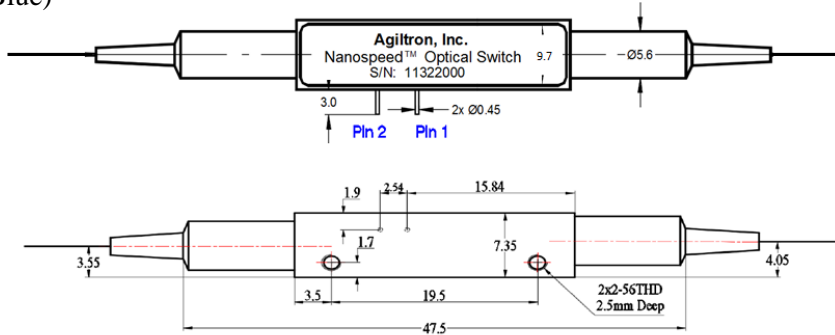 Blue)
Agiltron, Inc.
Nanospeed™ Optical Switch
S/N: 11322000
9.7
Ø5.6
3.0
2x Ø0.45
PIn 2 PIn 1
1.9
2.54
15.84
1.7
7.35
3.55
4.05
3.5
19.5
2x2-56THD
2.5mm Deep
47.5